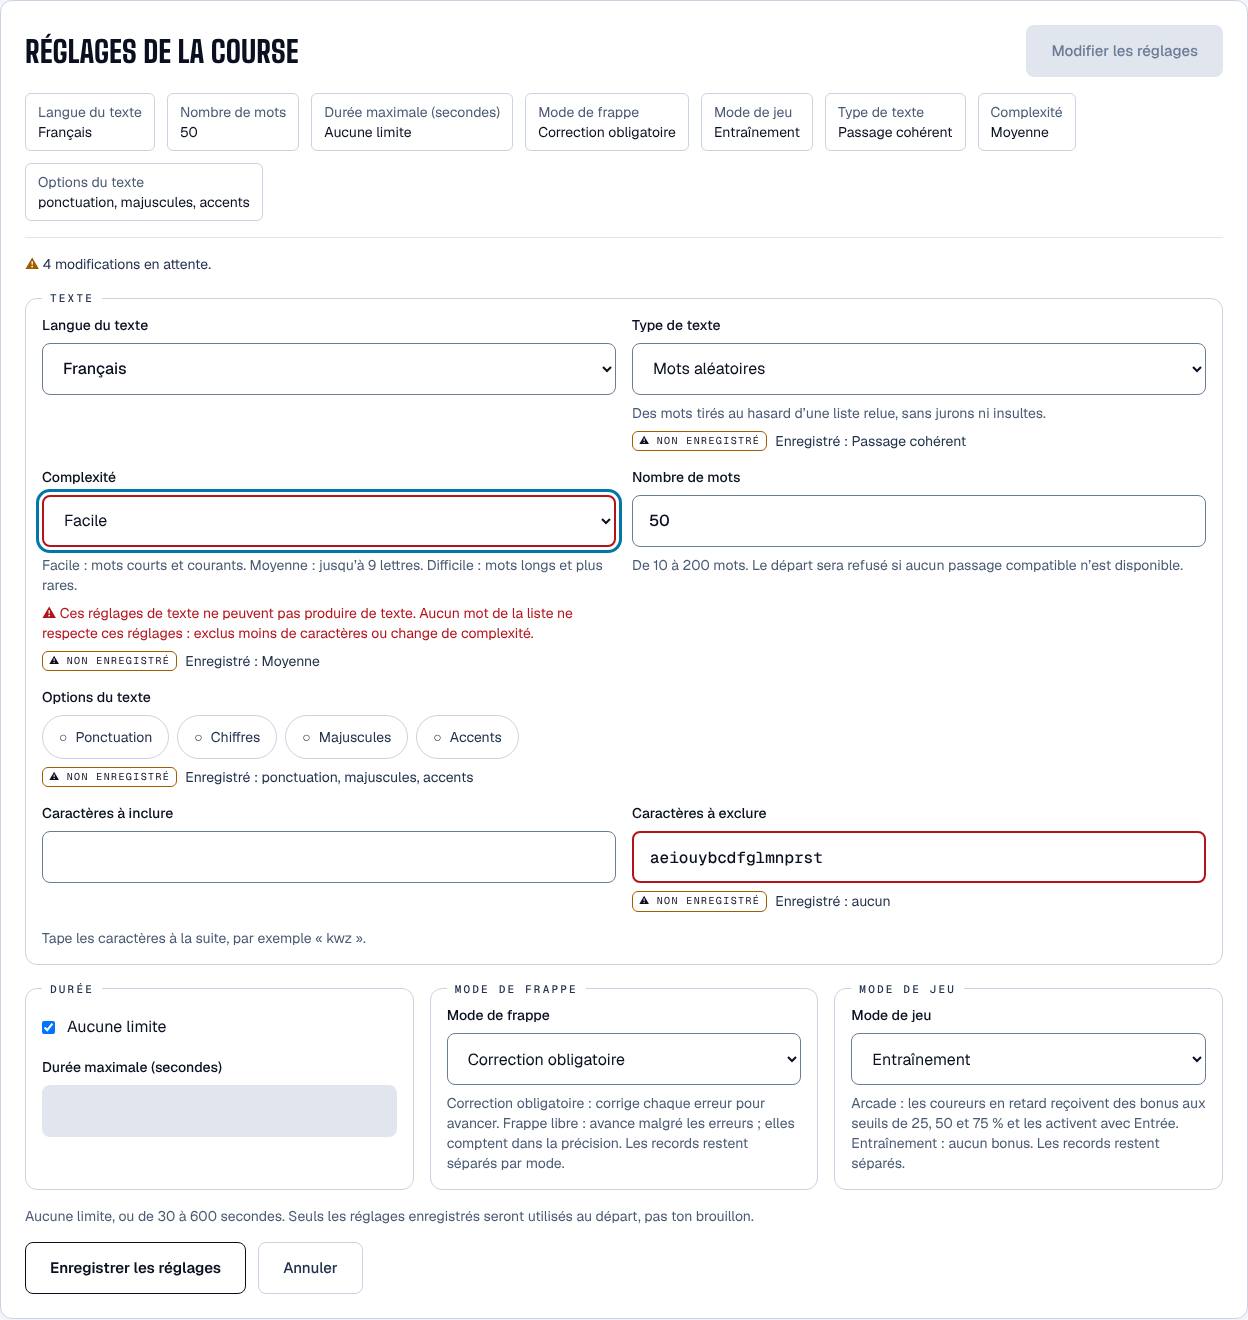 RÉGLAGES DE LA COURSE
Modifier les réglages
Langue du texte
Français
Nombre de mots
50
Durée maximale (secondes)
Aucune limite
Mode de frappe
Correction obligatoire
Mode de jeu
Entraînement
Type de texte
Passage cohérent
Complexité
Moyenne
Options du texte
ponctuation, majuscules, accents
4 modifications en attente.
TEXTE
Langue du texte
Français
Type de texte
Mots aléatoires
Des mots tirés au hasard d’une liste relue, sans jurons ni insultes.
NON ENREGISTRÉ Enregistré : Passage cohérent
Complexité
Facile
Facile : mots courts et courants. Moyenne : jusqu’à 9 lettres. Difficile : mots longs et plus
rares.
Ces réglages de texte ne peuvent pas produire de texte. Aucun mot de la liste ne
respecte ces réglages : exclus moins de caractères ou change de complexité.
NON ENREGISTRÉ Enregistré : Moyenne
Nombre de mots
50
De 10 à 200 mots. Le départ sera refusé si aucun passage compatible n’est disponible.
Options du texte
Ponctuation
Chiffres
Majuscules
Accents
NON ENREGISTRÉ Enregistré : ponctuation, majuscules, accents
Caractères à inclure
Caractères à exclure
aeiouybcdfglmnprst
NON ENREGISTRÉ Enregistré : aucun
Tape les caractères à la suite, par exemple « kwz ».
DURÉE
Aucune limite
Durée maximale (secondes)
MODE DE FRAPPE
Mode de frappe
Correction obligatoire
Correction obligatoire : corrige chaque erreur pour
avancer. Frappe libre : avance malgré les erreurs ; elles
comptent dans la précision. Les records restent
séparés par mode.
MODE DE JEU
Mode de jeu
Entraînement
Arcade : les coureurs en retard reçoivent des bonus aux
seuils de 25, 50 et 75 % et les activent avec Entrée.
Entraînement : aucun bonus. Les records restent
séparés.
Aucune limite, ou de 30 à 600 secondes. Seuls les réglages enregistrés seront utilisés au départ, pas ton brouillon.
Enregistrer les réglages
Annuler